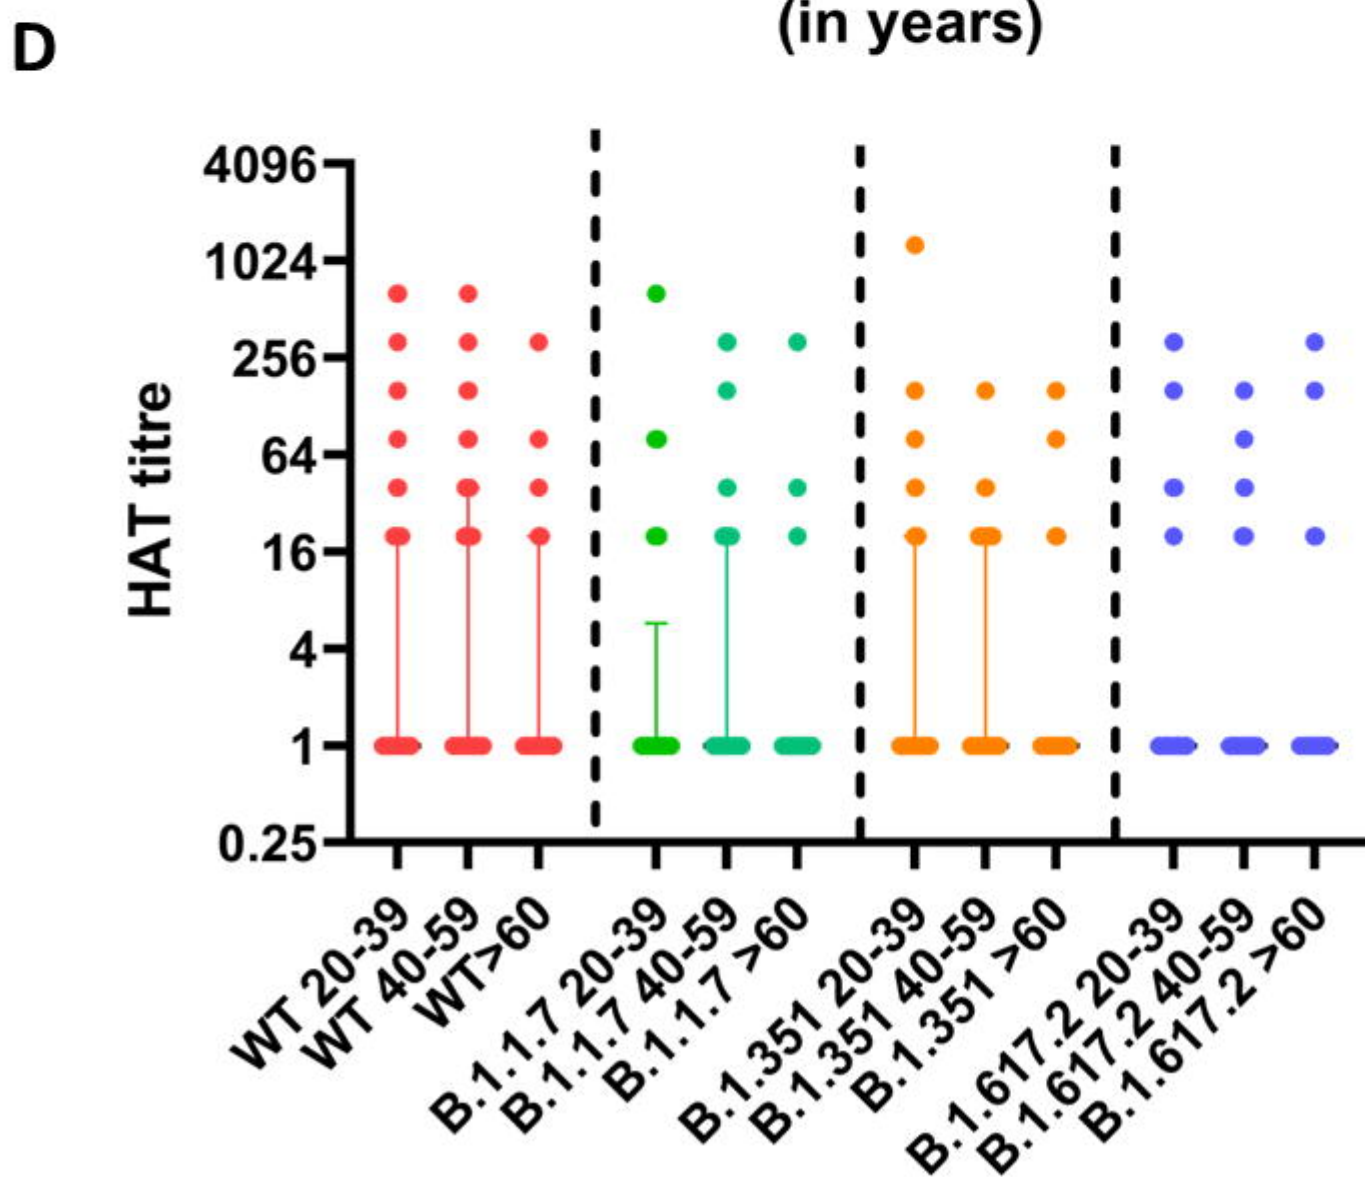 D
(in years)
4096
1024
256
64
16
4
1
0.25
HAT titre
WT 20-39
WT 40-59
WT>60
B.1.1.7 20-39
B.1.1.7 40-59
B.1.1.7 >60
B.1.351 20-39
B.1.351 40-59
B.1.351 >60
B.1.617.2 20-39
B.1.617.2 40-59
B.1.617.2 >60